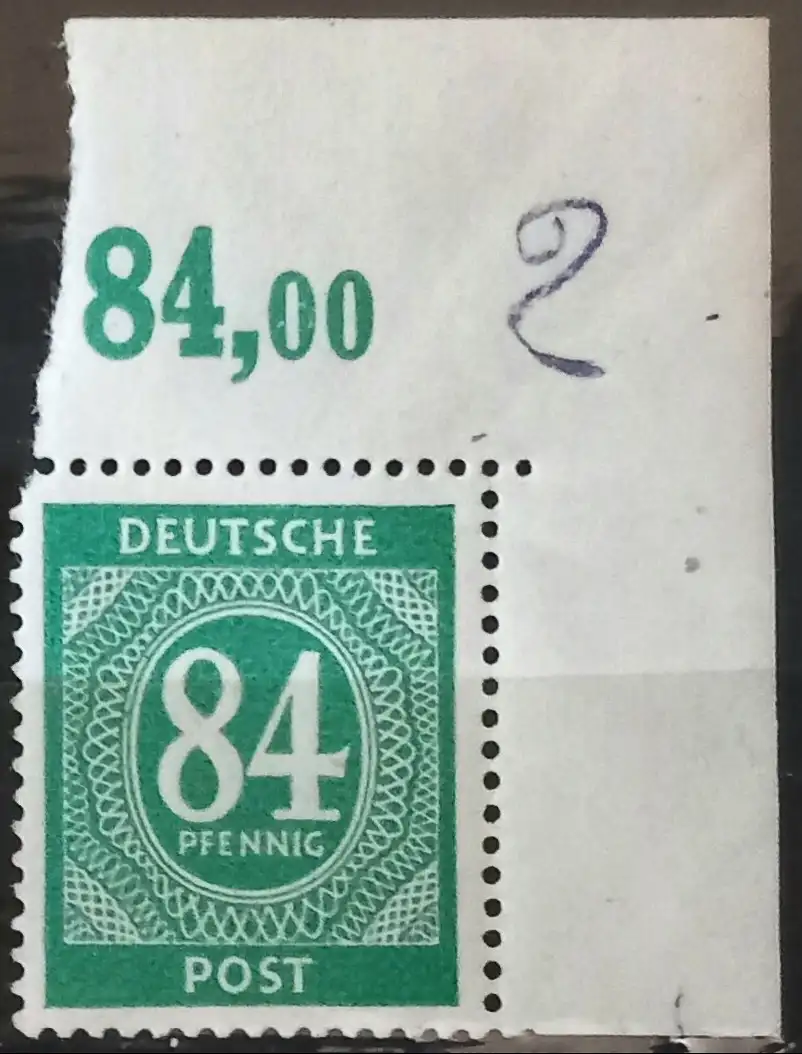 84,00 2
DEUTSCHE
84
PFENNIG
POST